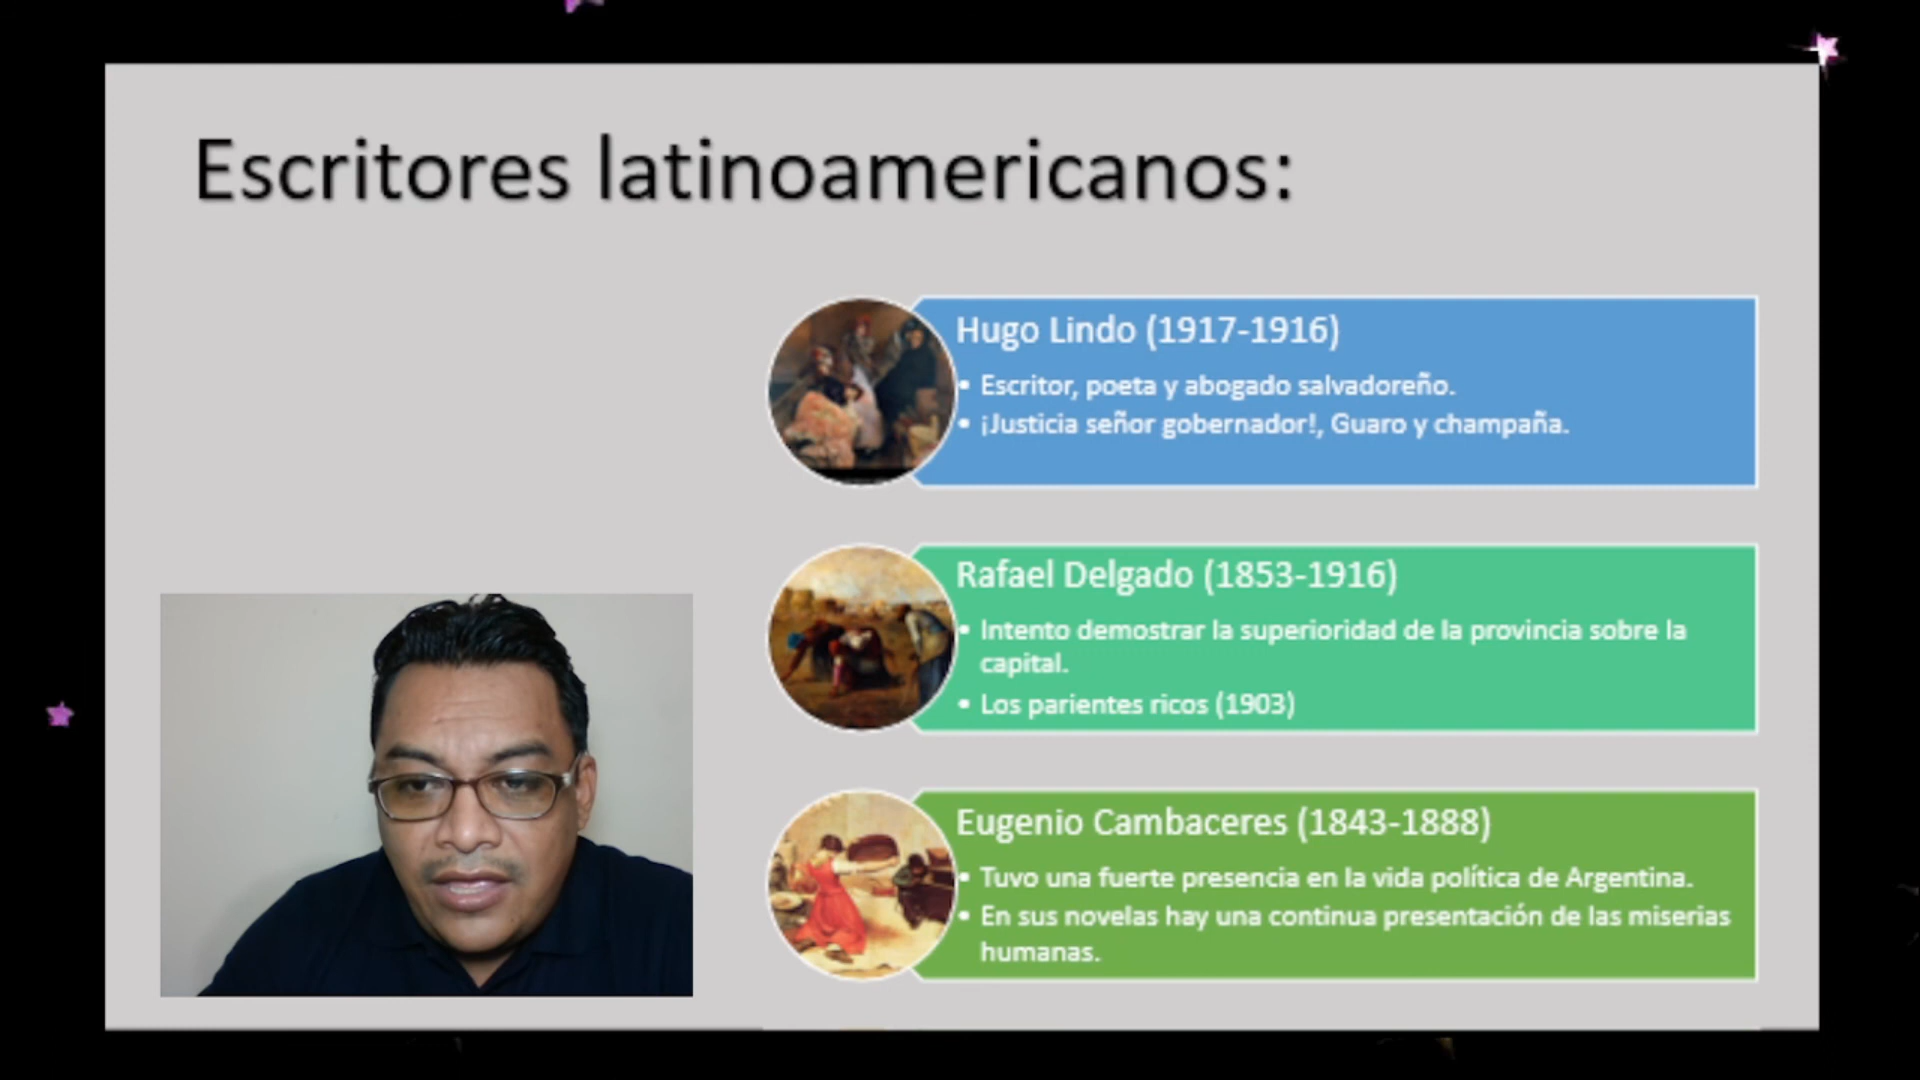 Escritores latinoamericanos:
Hugo Lindo (1917-1916)
• Escritor, poeta y abogado salvadoreño.
• ¡Justicia señor gobernador!, Guaro y champaña.
Rafael Delgado (1853-1916)
• Intento demostrar la superioridad de la provincia sobre la
capital.
• Los parientes ricos (1903)
Eugenio Cambaceres (1843-1888)
• Tuvo una fuerte presencia en la vida política de Argentina.
• En sus novelas hay una continua presentación de las miserias
humanas.